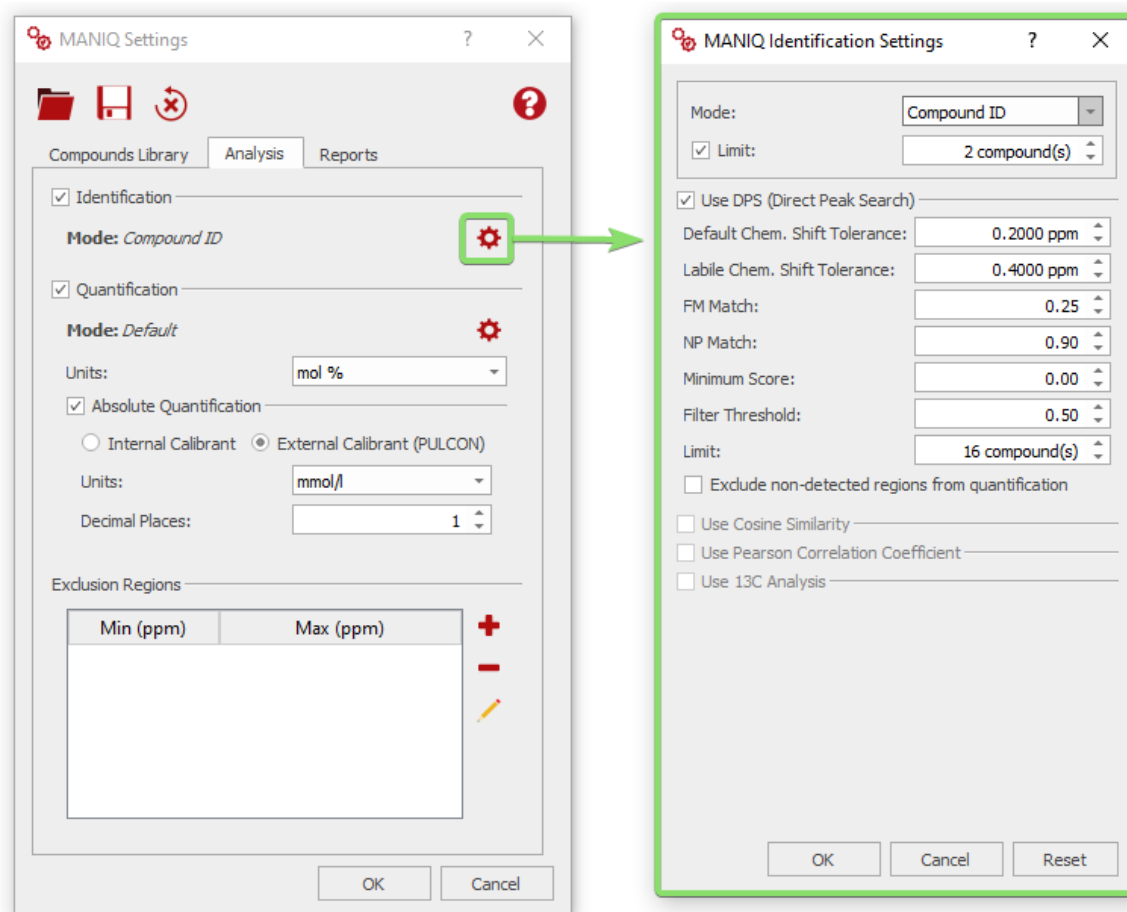 MANIQ Settings
?
Compounds Library
Analysis
Reports
Identification
Mode: Compound ID
Quantification
Mode: Default
Units:
mol %
Absolute Quantification
Internal Calibrant
External Calibrant (PULCON)
Units:
mmol/l
Decimal Places:
1
Exclusion Regions
Min (ppm)
Max (ppm)
OK
Cancel
MANIQ Identification Settings
?
Mode:
Compound ID
Limit:
2 compound(s)
Use DPS (Direct Peak Search)
Default Chem. Shift Tolerance:
0.2000 ppm
Labile Chem. Shift Tolerance:
0.4000 ppm
FM Match:
0.25
NP Match:
0.90
Minimum Score:
0.00
Filter Threshold:
0.50
Limit:
16 compound(s)
Exclude non-detected regions from quantification
Use Cosine Similarity
Use Pearson Correlation Coefficient
Use 13C Analysis
OK
Cancel
Reset